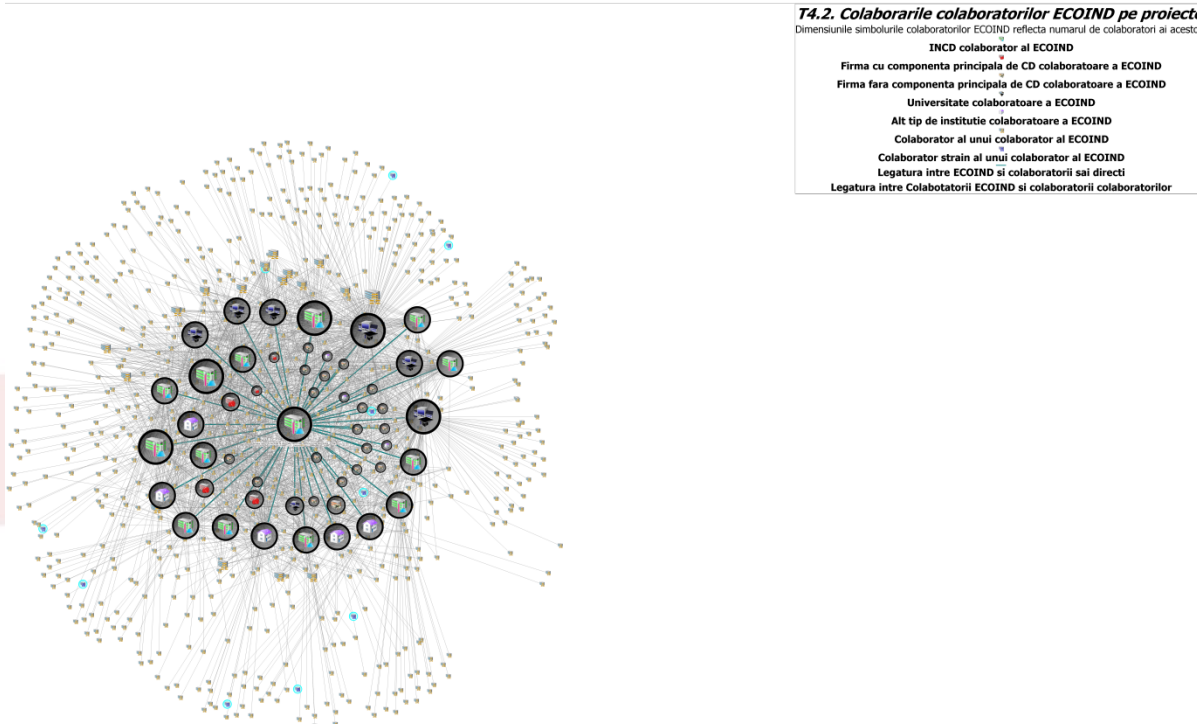 T4.2. Colaborarile colaboratorilor ECOIND pe proiecte
Dimensiunile simbolurile colaboratorilor ECOIND reflecta numarul de colaboratori ai acesto
INCD colaborator al ECOIND
Firma cu componenta principala de CD colaboratoare a ECOIND
Firma fara componenta principala de CD colaboratoare a ECOIND
Universitate colaboratoare a ECOIND
Alt tip de institutie colaboratoare a ECOIND
Colaborator al unui colaborator al ECOIND
Colaborator strain al unui colaborator al ECOIND
Legatura intre ECOIND si colaboratorii sai directi
Legatura intre Colabotatorii ECOIND si colaboratorii colaboratorilor